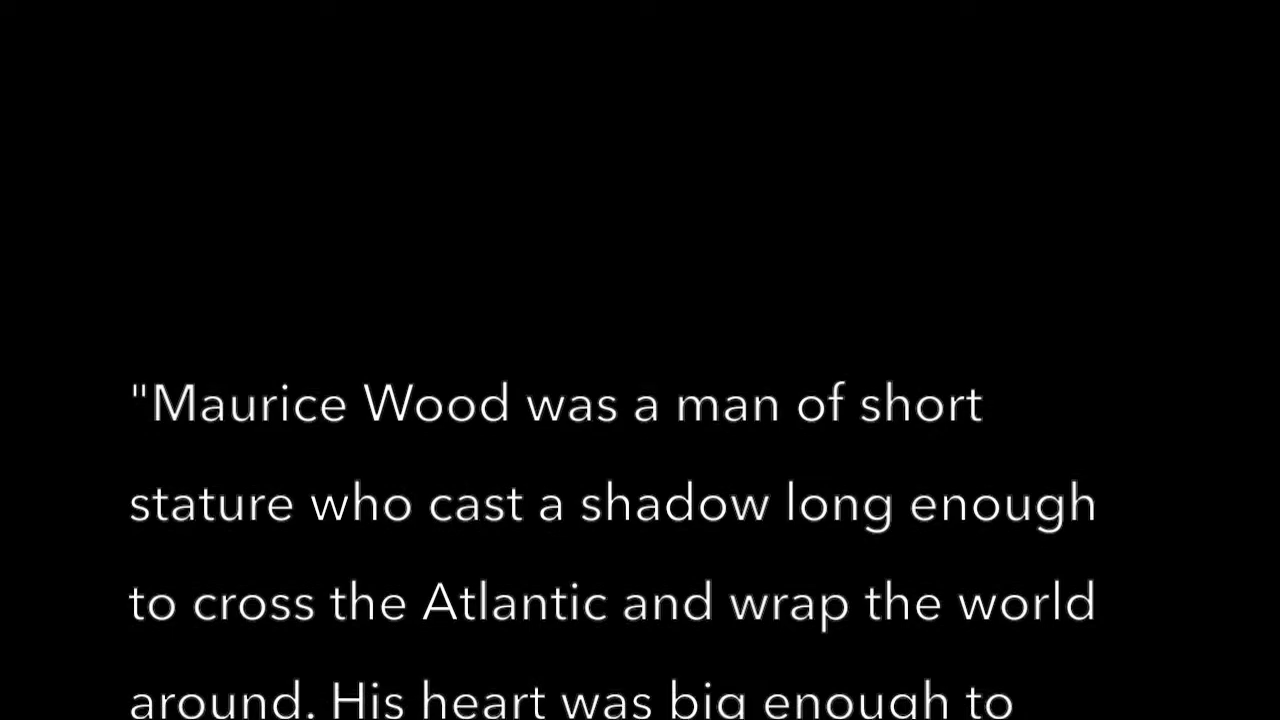 "Maurice Wood was a man of short
stature who cast a shadow long enough
to cross the Atlantic and wrap the world
around. His heart was big enough to